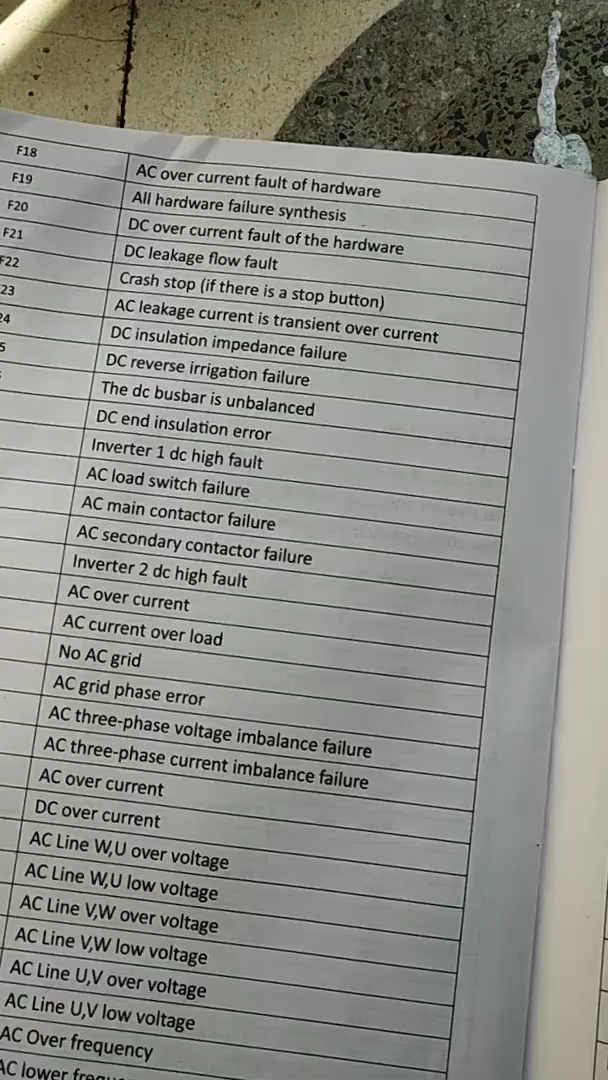 F18 AC over current fault of hardware
F19 All hardware failure synthesis
F20 DC over current fault of the hardware
F21 DC leakage flow fault
F22 Crash stop (if there is a stop button)
23 AC leakage current is transient over current
24 DC insulation impedance failure
5 DC reverse irrigation failure
The dc busbar is unbalanced
DC end insulation error
Inverter 1 dc high fault
AC load switch failure
AC main contactor failure
AC secondary contactor failure
Inverter 2 dc high fault
AC over current
AC current over load
No AC grid
AC grid phase error
AC three-phase voltage imbalance failure
AC three-phase current imbalance failure
AC over current
DC over current
AC Line W,U over voltage
AC Line W,U low voltage
AC Line V,W over voltage
AC Line V,W low voltage
AC Line U,V over voltage
AC Line U,V low voltage
AC Over frequency
AC lower